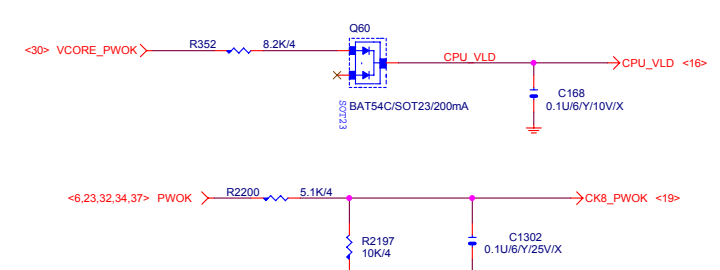 Q60
<30> VCORE_PWOK
R352
8.2K/4
CPU_VLD
CPU_VLD <16>
SOT23
BAT54C/SOT23/200mA
C168
0.1U/6/Y/10V/X
<6,23,32,34,37> PWOK
R2200
5.1K/4
CK8_PWOK <19>
R2197
10K/4
C1302
0.1U/6/Y/25V/X